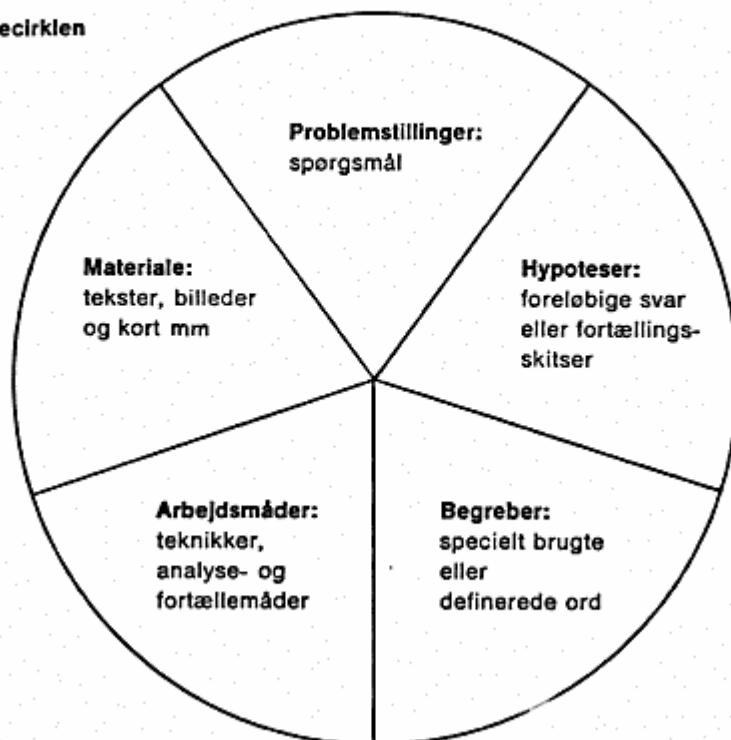 ecirklen
Problemstillinger:
spørgsmål
Hypoteser:
foreløbige svar
eller fortællings-
skitser
Begreber:
specielt brugte
eller
definerede ord
Arbejdsmåder:
teknikker,
analyse- og
fortællemåder
Materiale:
tekster, billeder
og kort mm